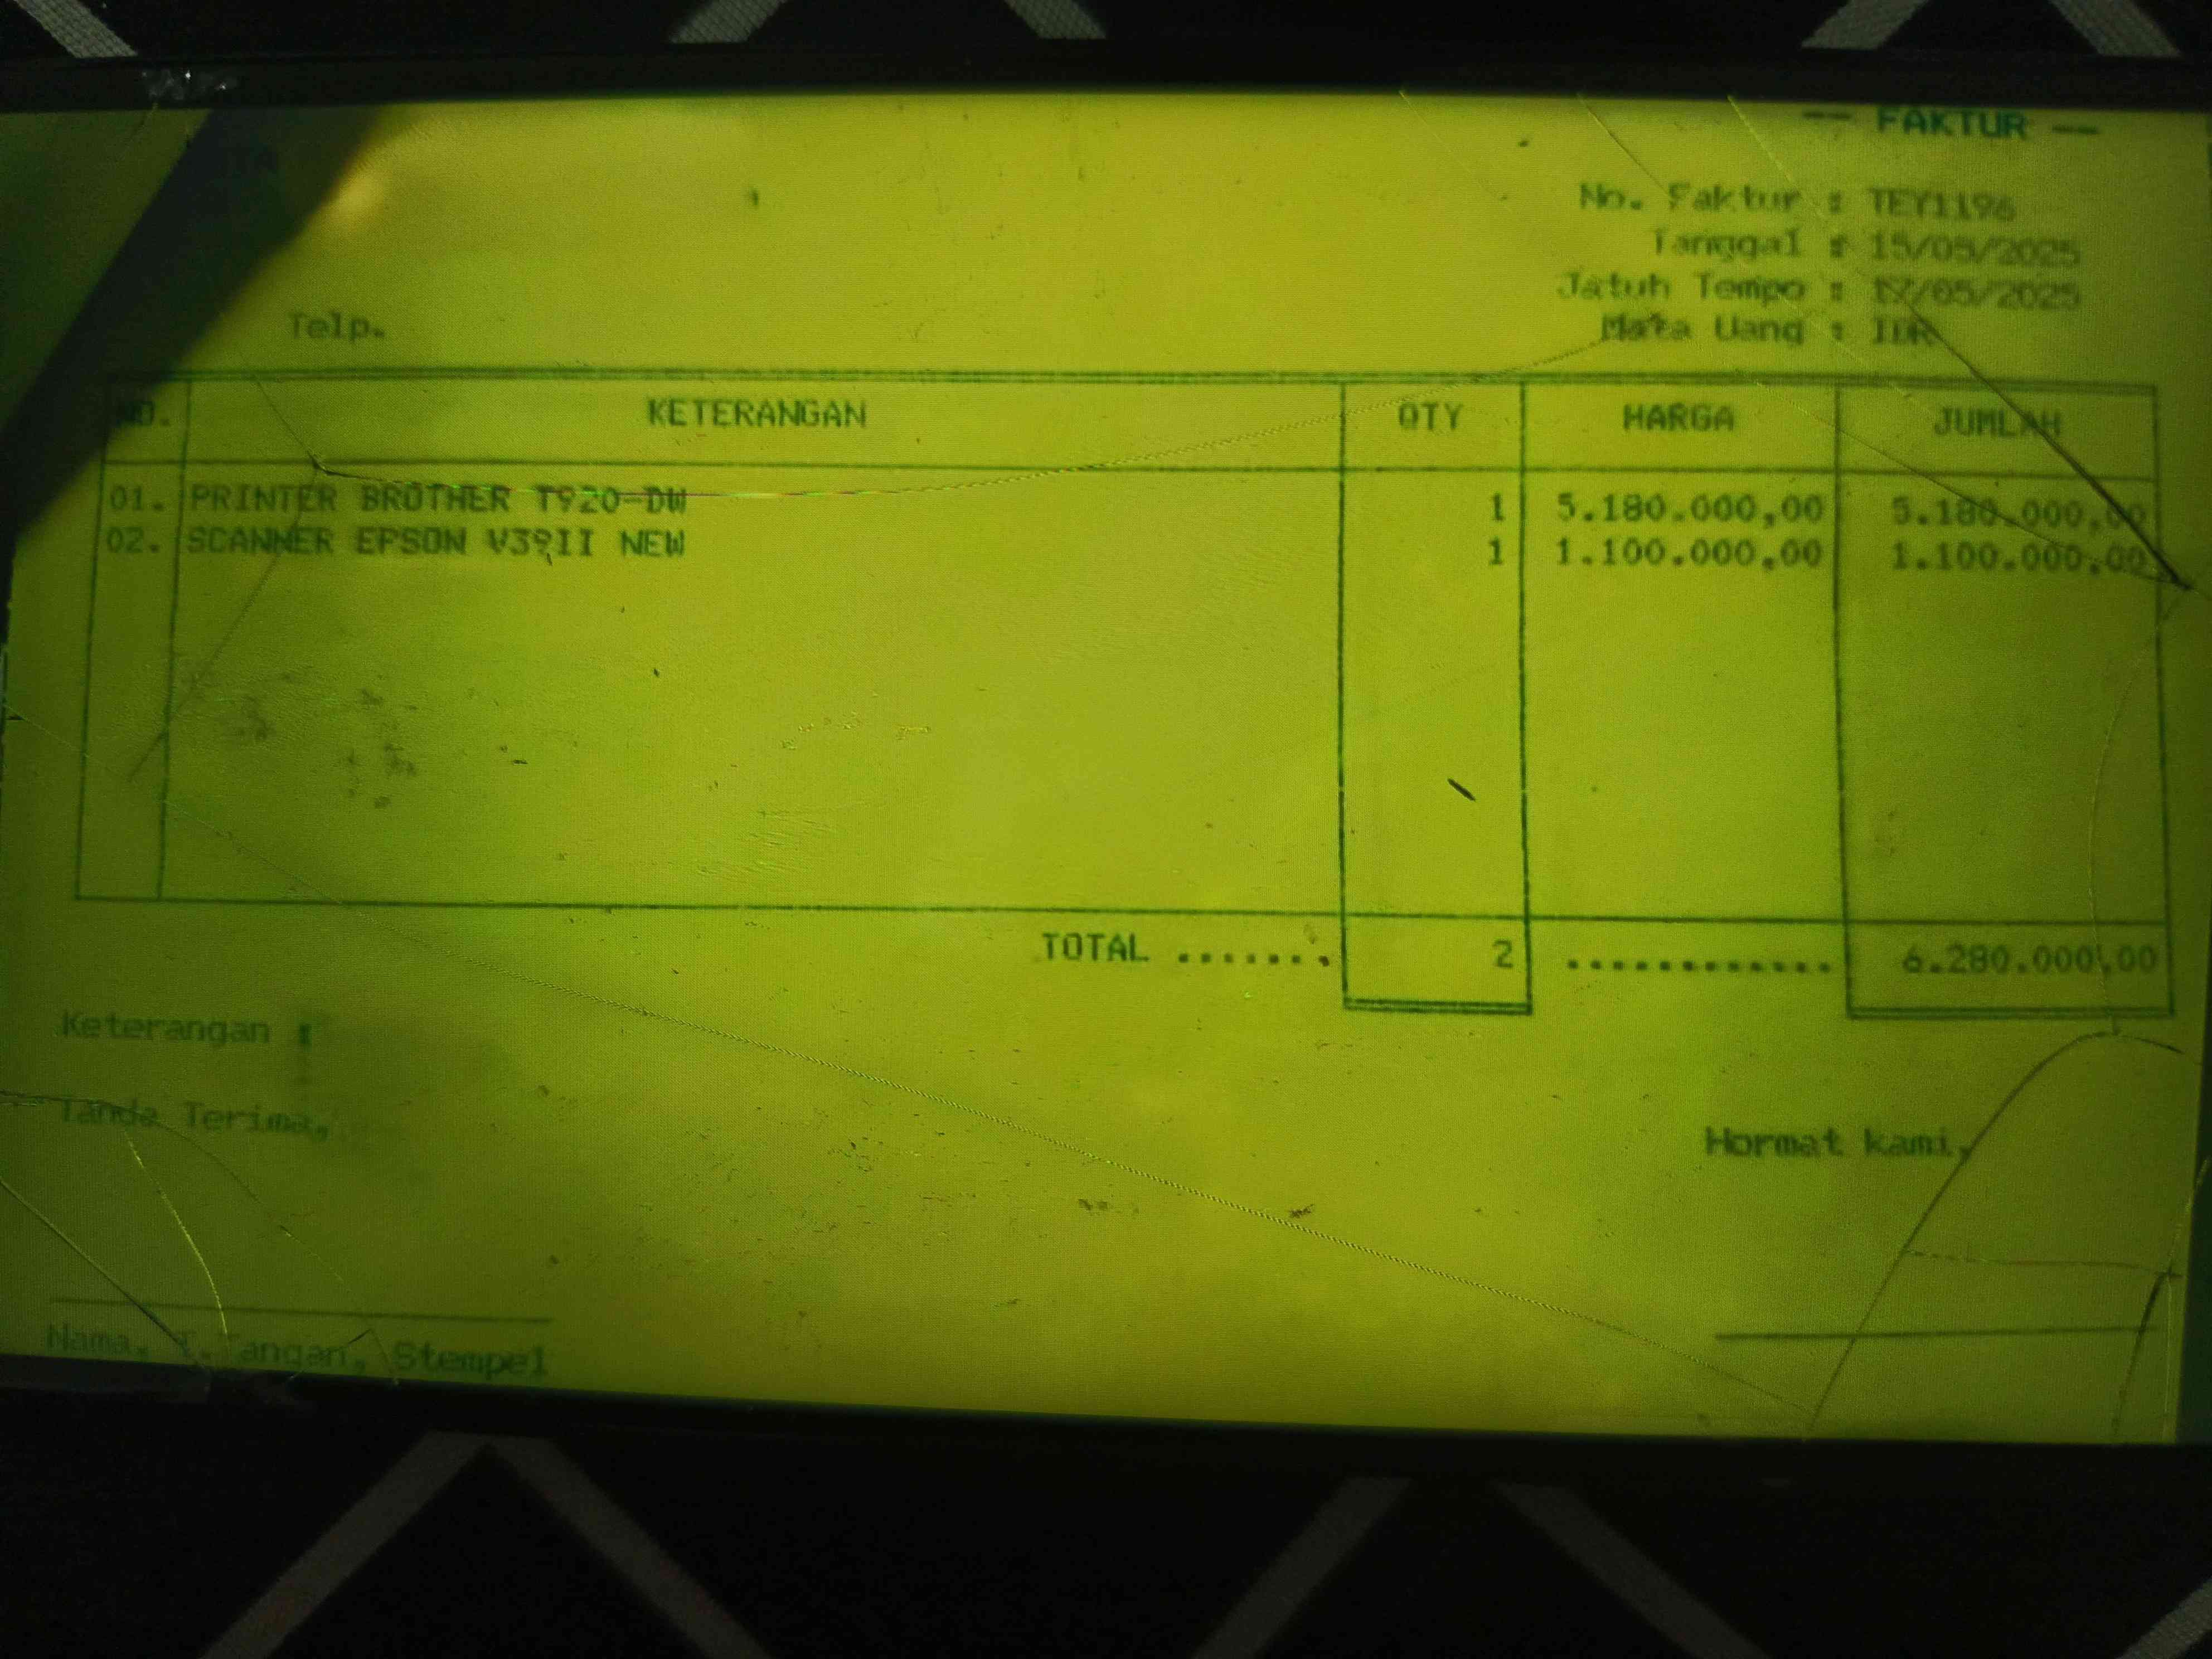 -- FAKTUR --
No. Faktur : TEY1196
Tanggal : 15/05/2025
Jatuh Tempo : /05/2025
Telp.
Mata Uang : IDR
NO. KETERANGAN QTY HARGA JUMLAH
01. PRINTER BROTHER T920-DW 1 5.180.000,00 5.180.000,00
02. SCANNER EPSON V39II NEW 1 1.100.000,00 1.100.000,00
TOTAL ....... 2 ............ 6.280.000,00
Keterangan :
Tanda Terima,
Hormat kami,
Nama, T.Tangan, Stempel